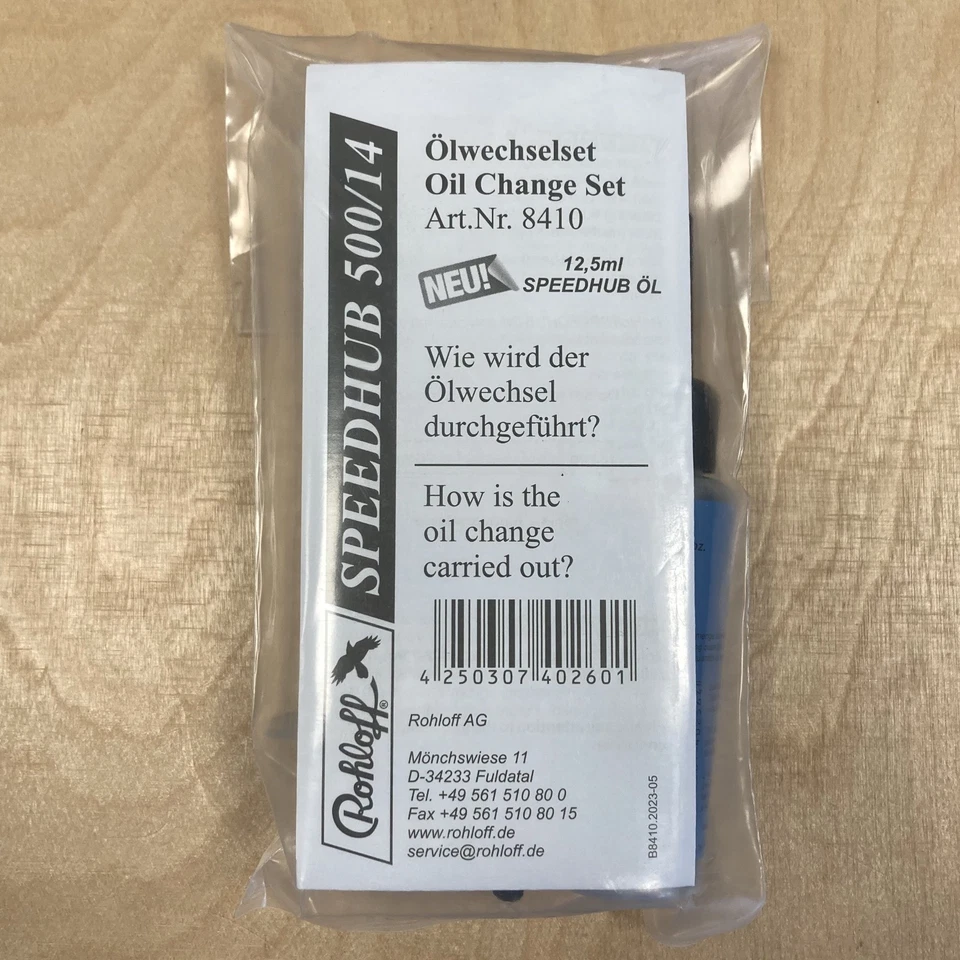 SPEEDHUB 500/14
Rohloff®
Ölwechselset
Oil Change Set
Art.Nr. 8410
NEU!
12,5ml
SPEEDHUB ÖL
Wie wird der
Ölwechsel
durchgeführt?
How is the
oil change
carried out?
4 250307 402601
Rohloff AG
Mönchswiese 11
D-34233 Fuldatal
Tel. +49 561 510 80 0
Fax +49 561 510 80 15
www.rohloff.de
service@rohloff.de
B8410.2023-05
oz.